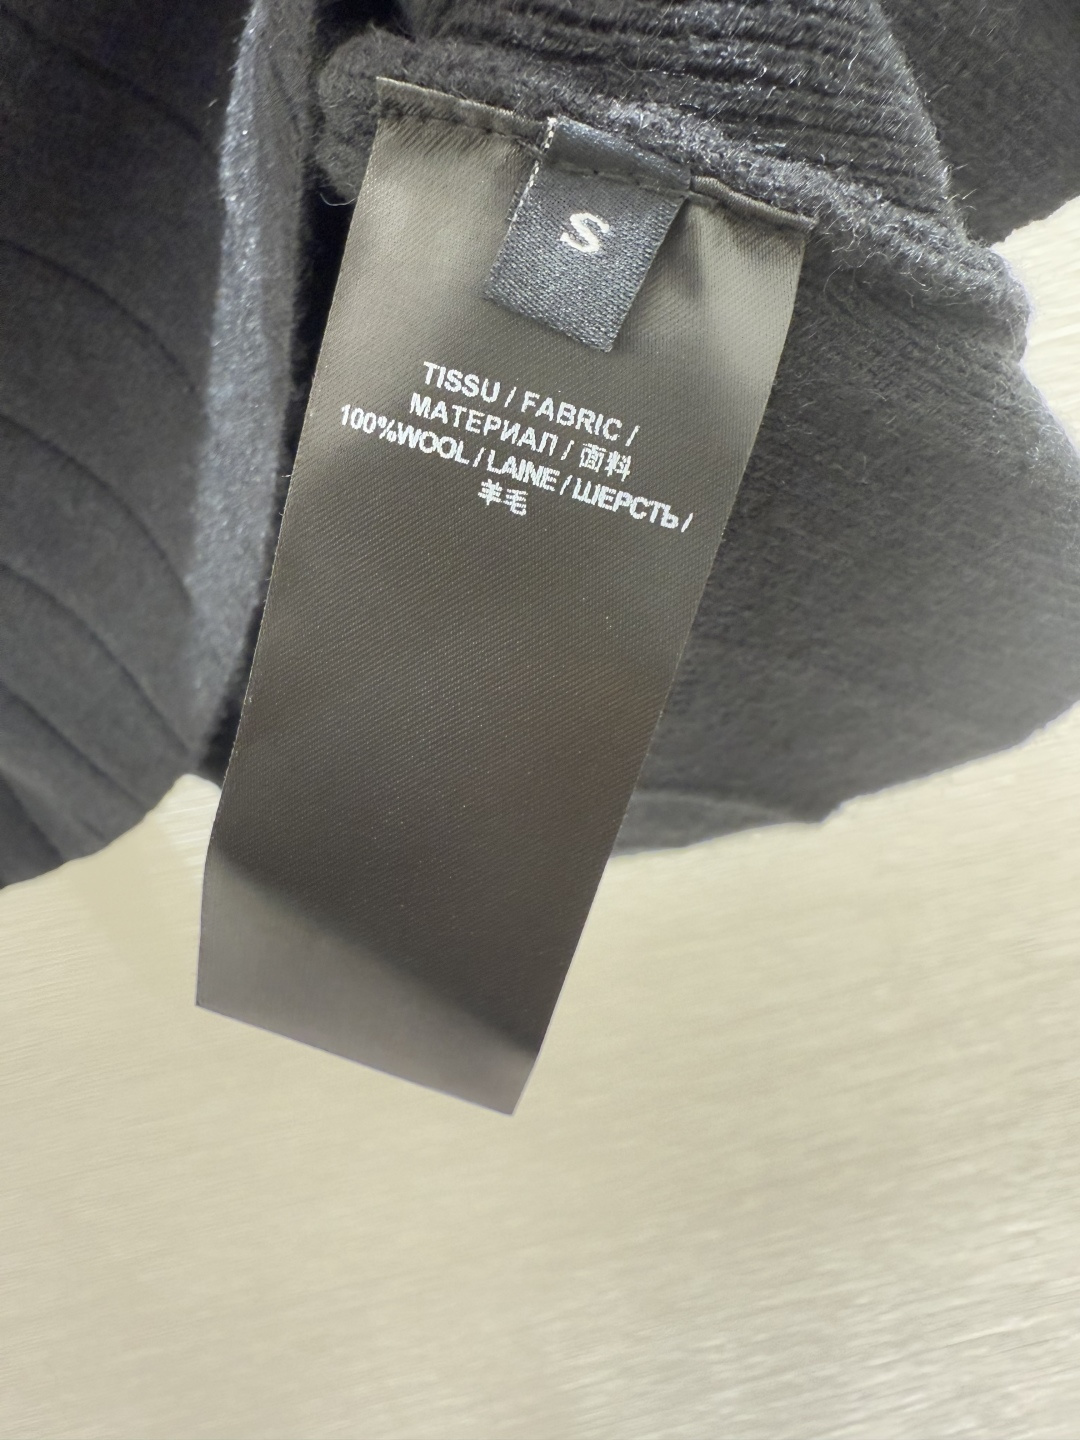 S
TISSU / FABRIC /
МАТЕРИАЛ / 面料
100%WOOL / LAINE / ШЕРСТЬ /
羊毛